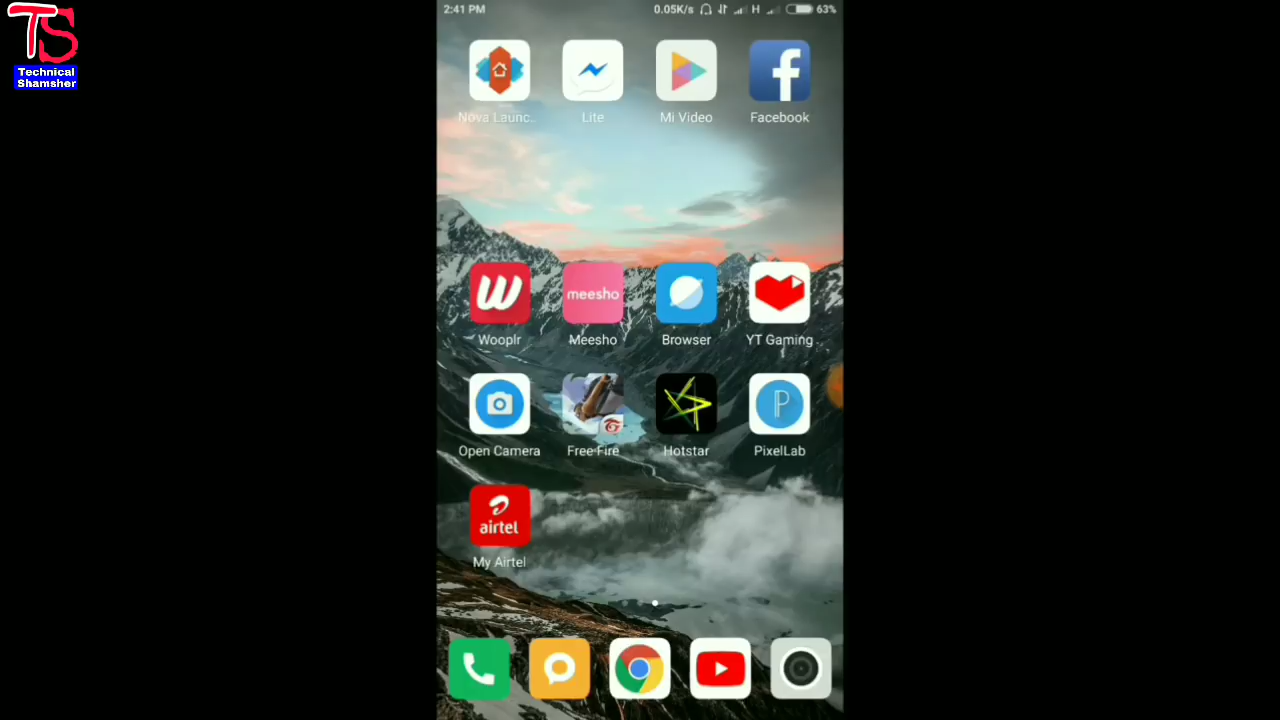 TS
Technical
Shamsher
2:41 PM
0.05K/s H 63%
Nova Launc..
Lite
Mi Video
Facebook
W
meesho
Wooplr
Meesho
Browser
YT Gaming
P
Open Camera
Free Fire
Hotstar
PixelLab
airtel
My Airtel